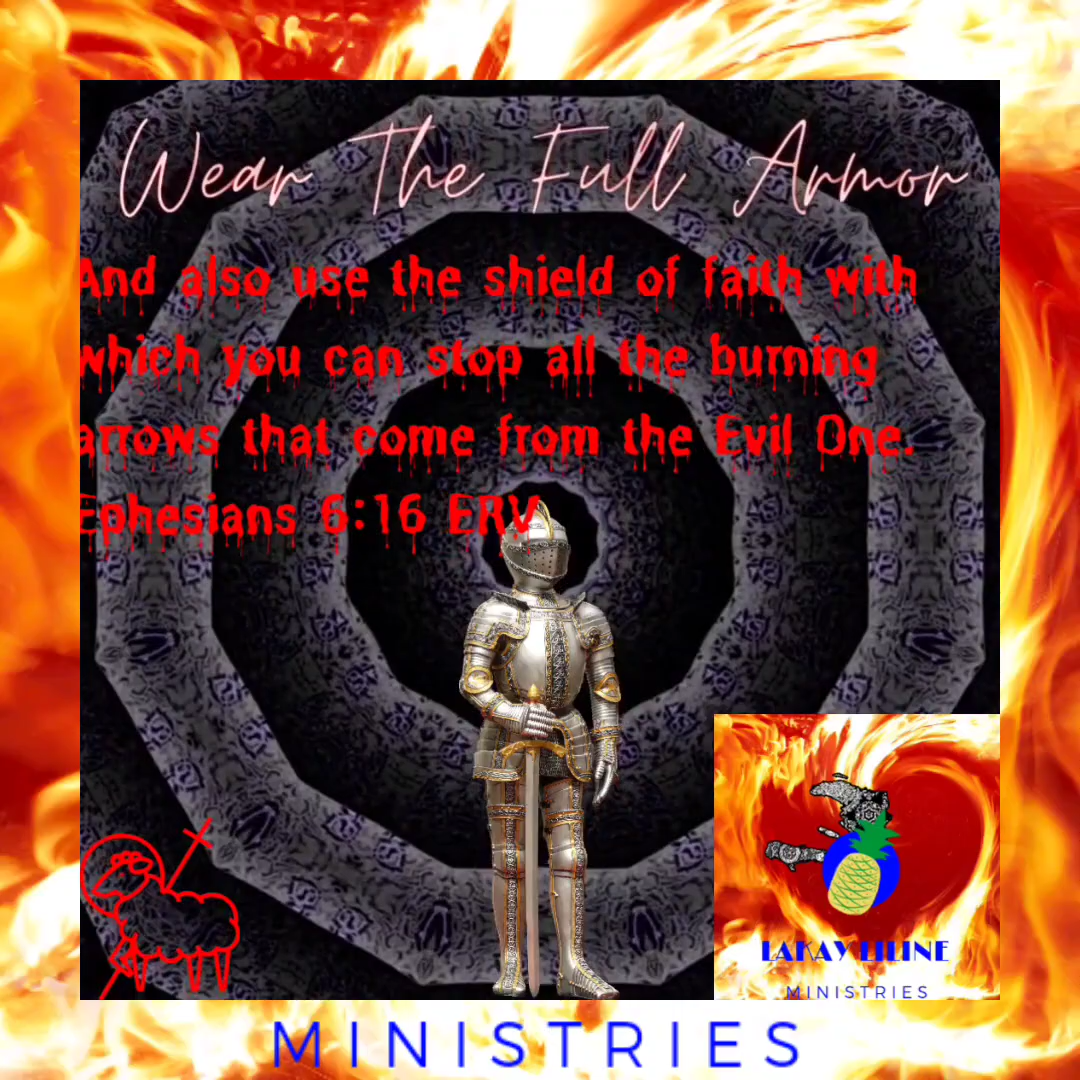 Wear The Full Armor
And also use the shield of faith with
which you can stop all the burning
arrows that come from the Evil One.
Ephesians 6:16 ERV
LAKAY LILINE
MINISTRIES
MINISTRIES